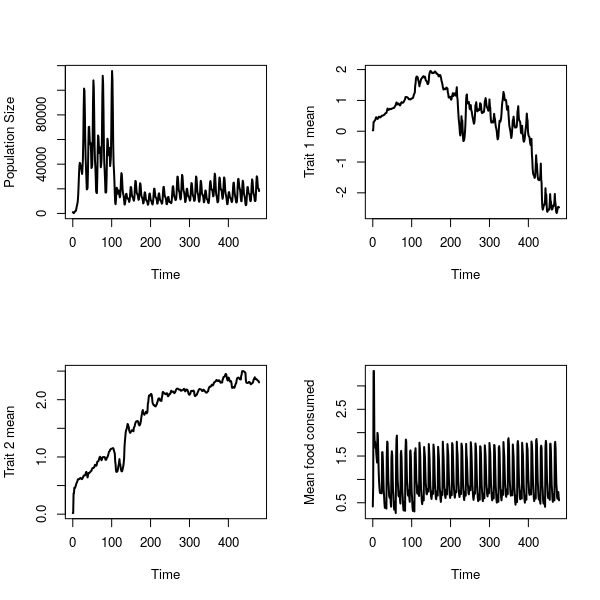 Population Size
80000
40000
0
0 100 200 300 400
Time
Trait 1 mean
2
1
0
-1
-2
0 100 200 300 400
Time
Trait 2 mean
2.0
1.0
0.0
0 100 200 300 400
Time
Mean food consumed
2.5
1.5
0.5
0 100 200 300 400
Time